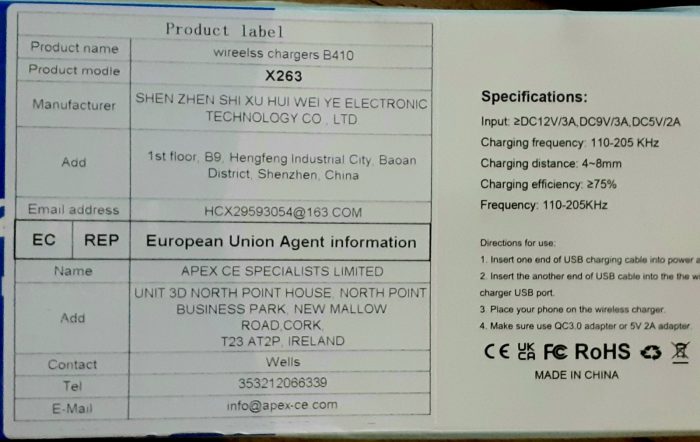 Product label
Product name wireelss chargers B410
Product modle X263
Manufacturer SHEN ZHEN SHI XU HUI WEI YE ELECTRONIC
TECHNOLOGY CO., LTD.
Add 1st floor, B9, Hengfeng Industrial City, Baoan
District, Shenzhen, China
Email address HCX29593054@163.COM
EC REP European Union Agent information
Name APEX CE SPECIALISTS LIMITED
Add UNIT 3D NORTH POINT HOUSE, NORTH POINT
BUSINESS PARK, NEW MALLOW
ROAD,CORK,
T23 AT2P, IRELAND
Contact Wells
Tel 353212066339
E-Mail info@apex-ce.com
Specifications:
Input: ≥DC12V/3A,DC9V/3A,DC5V/2A
Charging frequency: 110-205 KHz
Charging distance: 4~8mm
Charging efficiency: ≥75%
Frequency: 110-205KHz
Directions for use:
1. Insert one end of USB charging cable into power a
2. Insert the another end of USB cable into the the wi
charger USB port.
3. Place your phone on the wireless charger.
4. Make sure use QC3.0 adapter or 5V 2A adapter.
CE UK CA FC RoHS
MADE IN CHINA